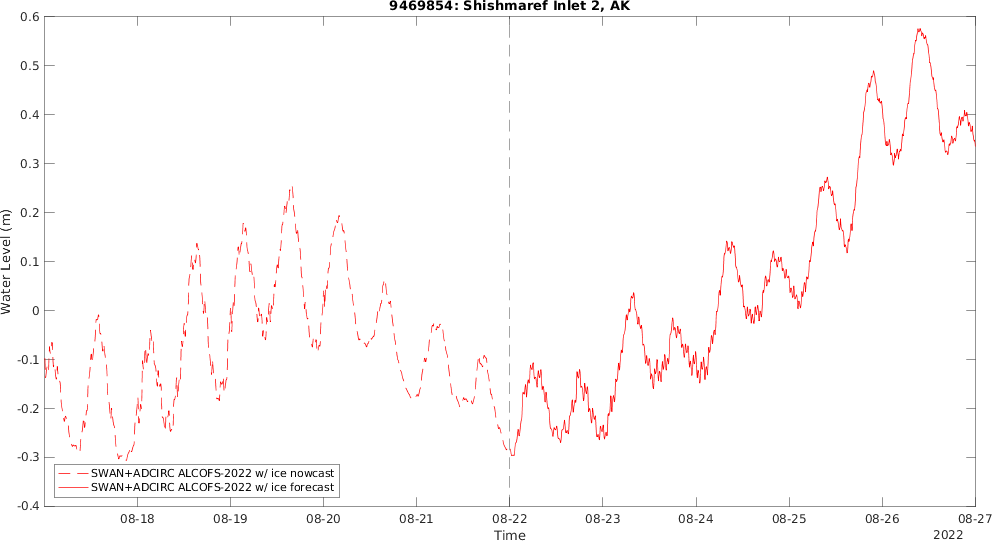 9469854: Shishmaref Inlet 2, AK
0.6
0.5
0.4
0.3
0.2
0.1
0
-0.1
-0.2
-0.3
-0.4
Water Level (m)
SWAN+ADCIRC ALCOFS-2022 w/ ice nowcast
SWAN+ADCIRC ALCOFS-2022 w/ ice forecast
08-18 08-19 08-20 08-21 08-22 08-23 08-24 08-25 08-26 08-27
Time
2022